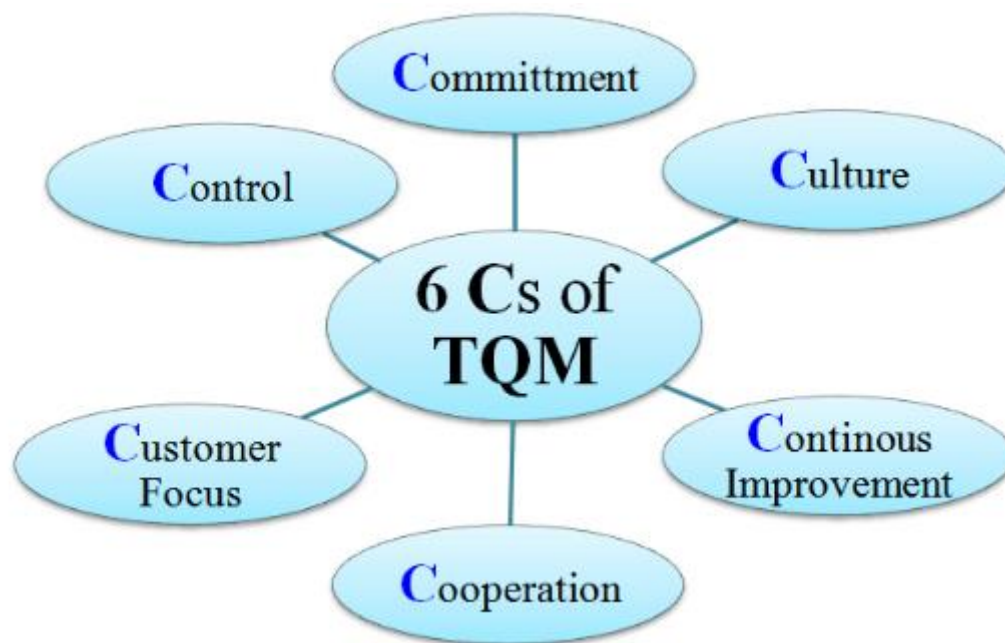 Committment
Control
Culture
6 Cs of
TQM
Customer
Focus
Continous
Improvement
Cooperation